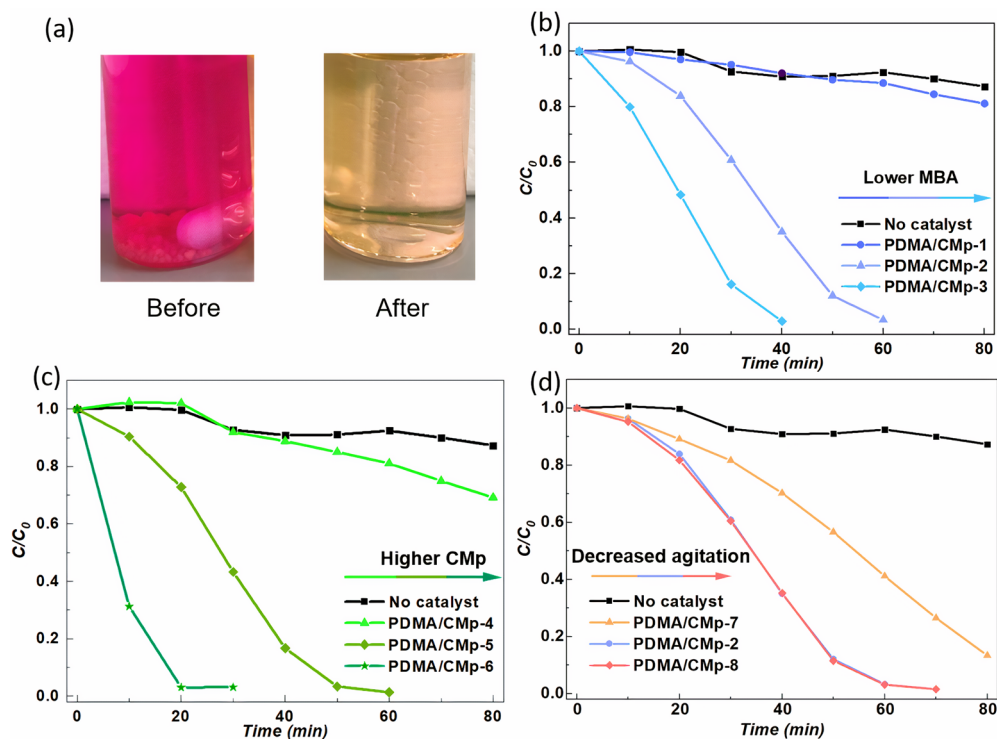 (a)
Before
After
(b)
C/C0
1.0
0.8
0.6
0.4
0.2
0.0
Lower MBA
No catalyst
PDMA/CMp-1
PDMA/CMp-2
PDMA/CMp-3
0
20
40
60
80
Time (min)
(c)
C/C0
1.0
0.8
0.6
0.4
0.2
0.0
Higher CMp
No catalyst
PDMA/CMp-4
PDMA/CMp-5
PDMA/CMp-6
0
20
40
60
80
Time (min)
(d)
C/C0
1.0
0.8
0.6
0.4
0.2
0.0
Decreased agitation
No catalyst
PDMA/CMp-7
PDMA/CMp-2
PDMA/CMp-8
0
20
40
60
80
Time (min)